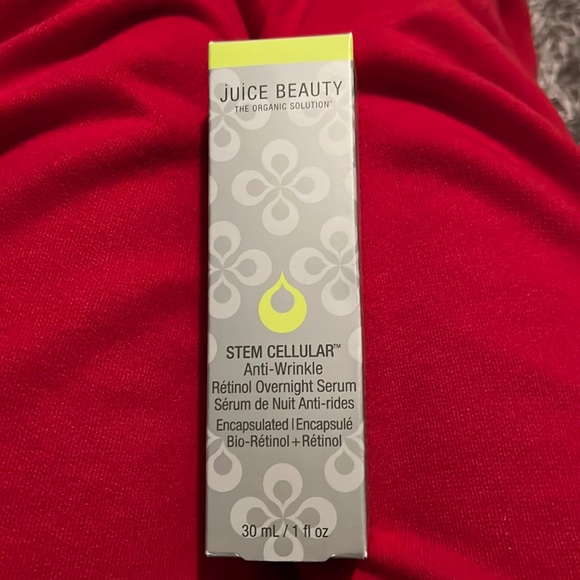 JUICE BEAUTY
THE ORGANIC SOLUTION®
STEM CELLULAR™
Anti-Wrinkle
Rétinol Overnight Serum
Sérum de Nuit Anti-rides
Encapsulated | Encapsulé
Bio-Rétinol + Rétinol
30 mL / 1 fl oz